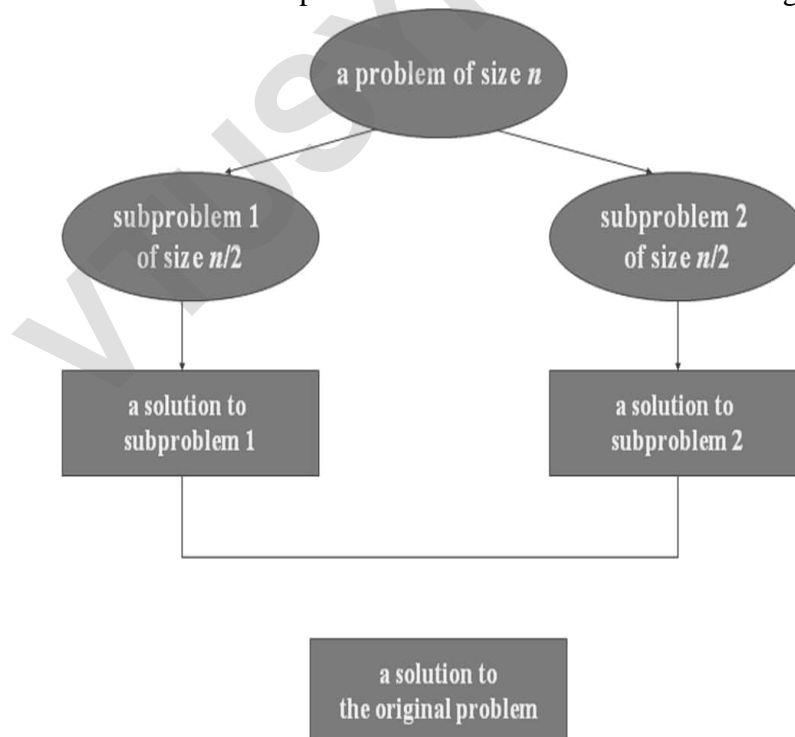 a problem of size n
subproblem 1
of size n/2
subproblem 2
of size n/2
a solution to
subproblem 1
a solution to
subproblem 2
a solution to
the original problem